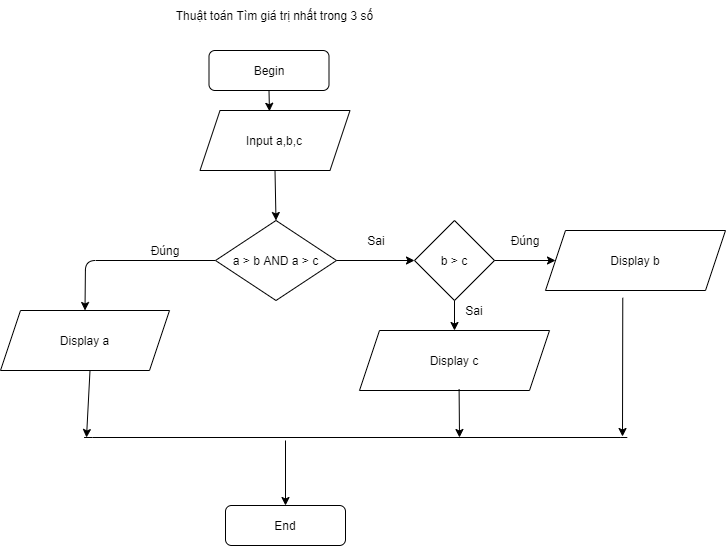 Thuật toán Tìm giá trị nhất trong 3 số
Begin
Input a,b,c
a > b AND a > c
Đúng
Sai
b > c
Đúng
Display b
Sai
Display a
Display c
End